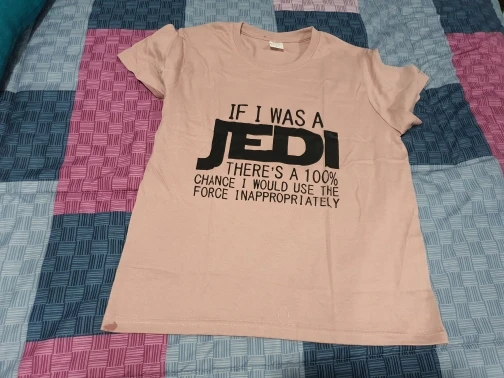 IF I WAS A
JEDI
THERE'S A 100%
CHANCE I WOULD USE THE
FORCE INAPPROPRIATELY